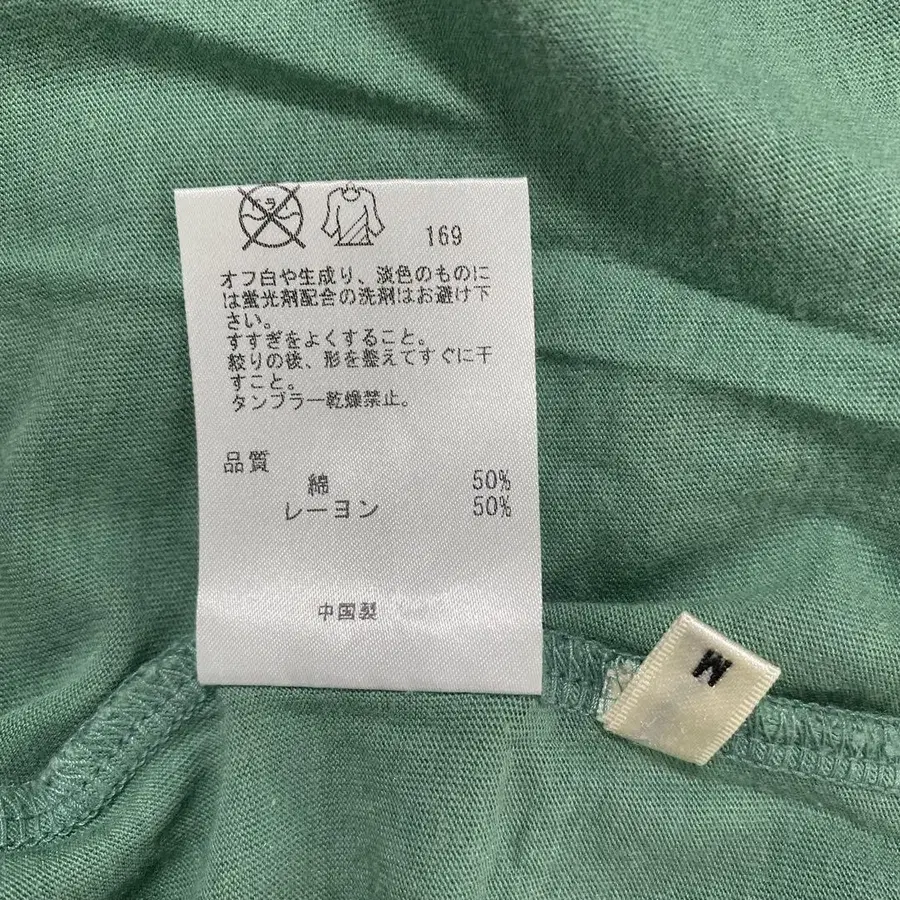 169
オフ白や生成り、淡色のものに
は蛍光剤配合の洗剤はお避け下
さい。
すすぎをよくすること。
絞りの後、形を整えてすぐに干
すこと。
タンブラー乾燥禁止。
品質
綿 50%
レーヨン 50%
中国製
M